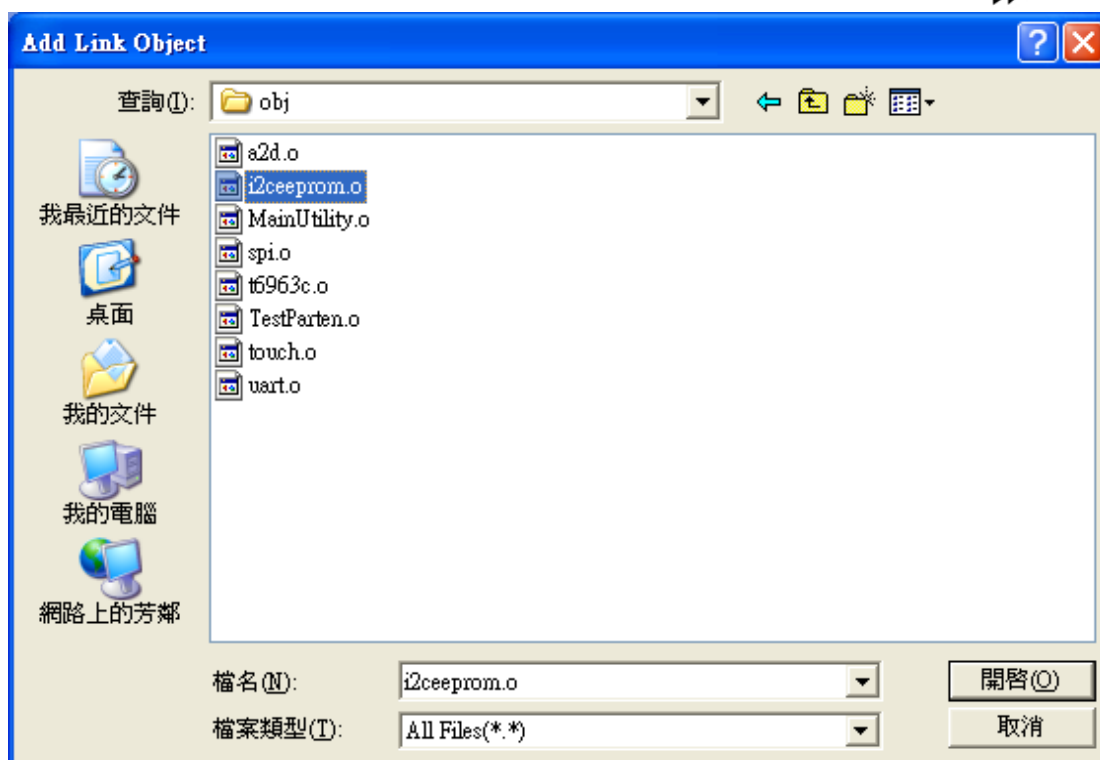 Add Link Object
查詢(I):
obj
a2d.o
i2ceeprom.o
MainUtility.o
spi.o
t6963c.o
TestParten.o
touch.o
uart.o
我最近的文件
桌面
我的文件
我的電腦
網路上的芳鄰
檔名(N):
i2ceeprom.o
開啓(O)
檔案類型(T):
All Files(*.*)
取消